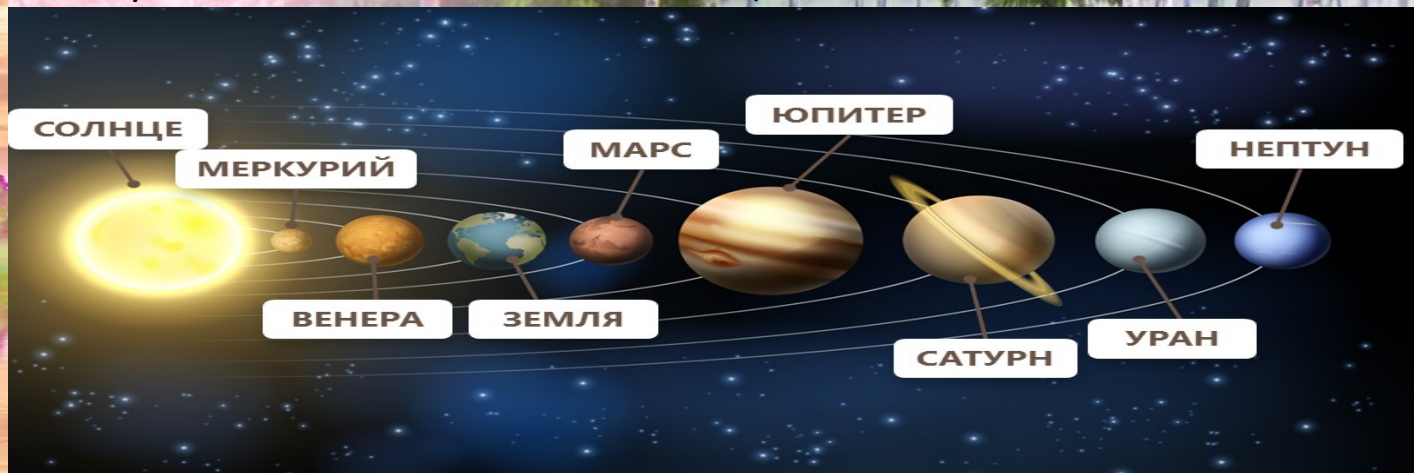 СОЛНЦЕ
МЕРКУРИЙ
ВЕНЕРА
ЗЕМЛЯ
МАРС
ЮПИТЕР
САТУРН
УРАН
НЕПТУН